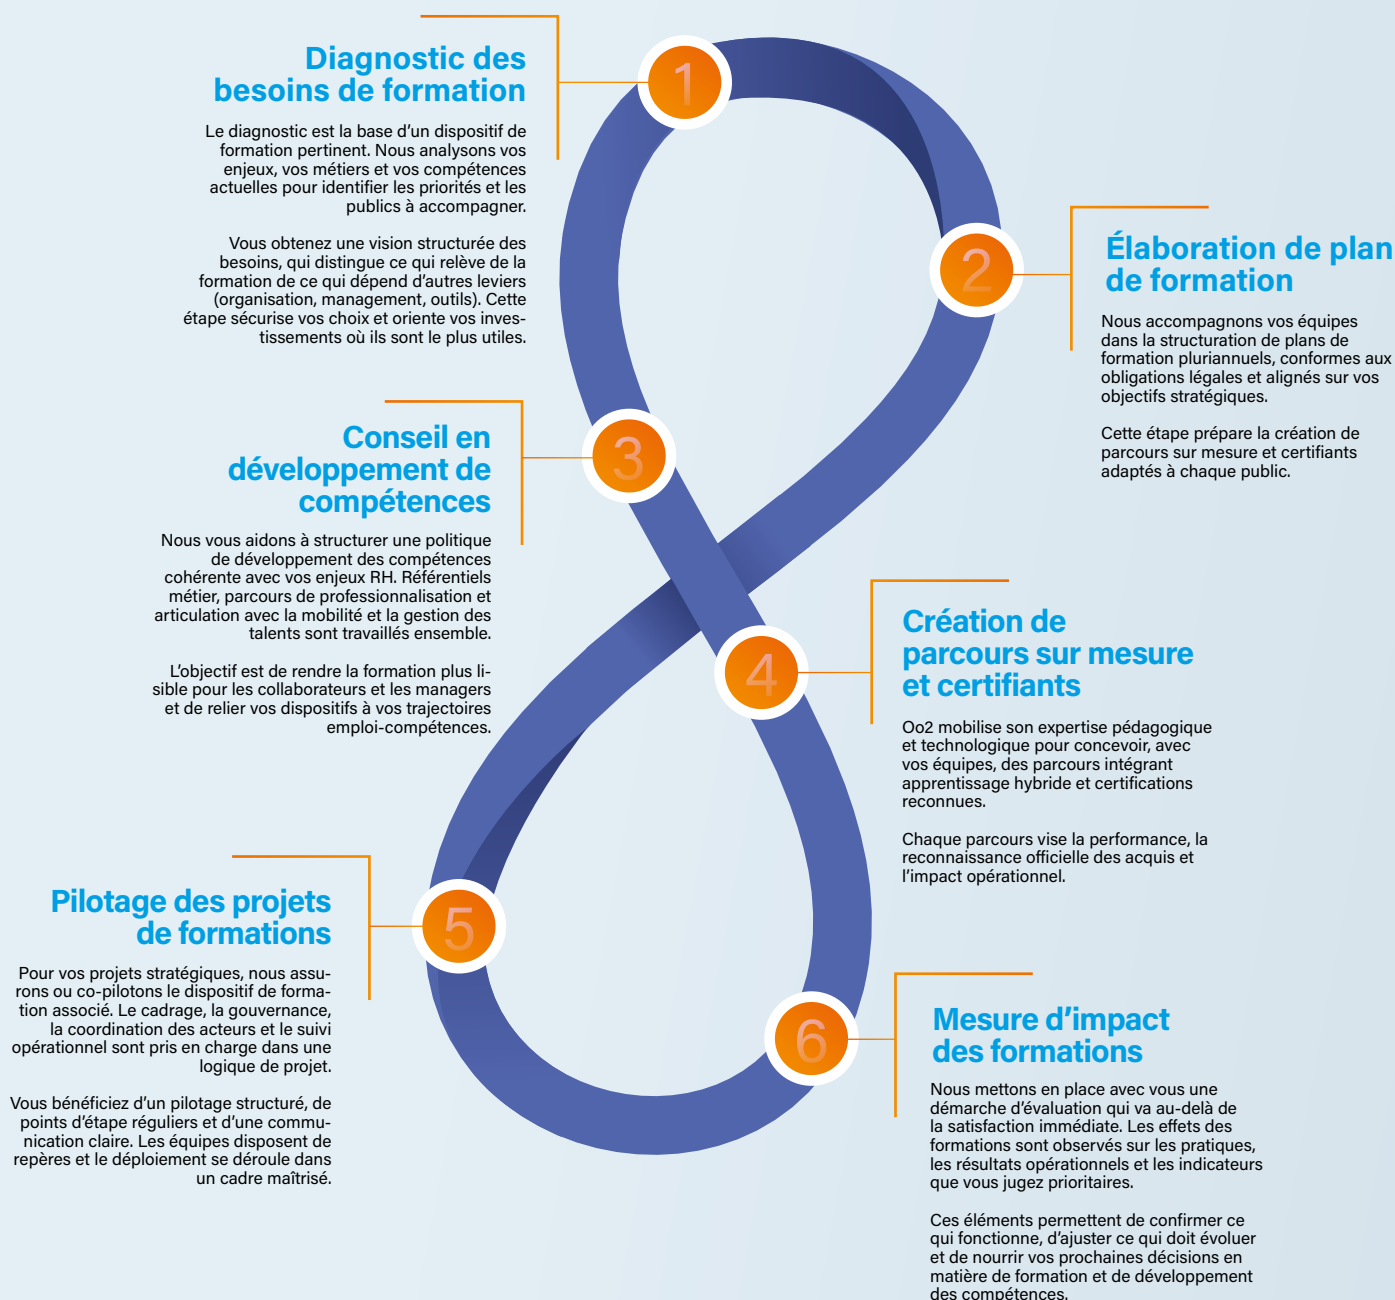 1
Diagnostic des
besoins de formation
Le diagnostic est la base d’un dispositif de
formation pertinent. Nous analysons vos
enjeux, vos métiers et vos compétences
actuelles pour identifier les priorités et les
publics à accompagner.
Vous obtenez une vision structurée des
besoins, qui distingue ce qui relève de la
formation de ce qui dépend d’autres leviers
(organisation, management, outils). Cette
étape sécurise vos choix et oriente vos inves-
tissements où ils sont le plus utiles.
2
Élaboration de plan
de formation
Nous accompagnons vos équipes
dans la structuration de plans de
formation pluriannuels, conformes aux
obligations légales et alignés sur vos
objectifs stratégiques.
Cette étape prépare la création de
parcours sur mesure et certifiants
adaptés à chaque public.
3
Conseil en
développement de
compétences
Nous vous aidons à structurer une politique
de développement des compétences
cohérente avec vos enjeux RH. Référentiels
métier, parcours de professionnalisation et
articulation avec la mobilité et la gestion des
talents sont travaillés ensemble.
L’objectif est de rendre la formation plus li-
sible pour les collaborateurs et les managers
et de relier vos dispositifs à vos trajectoires
emploi-compétences.
4
Création de
parcours sur mesure
et certifiants
Oo2 mobilise son expertise pédagogique
et technologique pour concevoir, avec
vos équipes, des parcours intégrant
apprentissage hybride et certifications
reconnues.
Chaque parcours vise la performance, la
reconnaissance officielle des acquis et
l’impact opérationnel.
5
Pilotage des projets
de formations
Pour vos projets stratégiques, nous assu-
rons ou co-pilotons le dispositif de forma-
tion associé. Le cadrage, la gouvernance,
la coordination des acteurs et le suivi
opérationnel sont pris en charge dans une
logique de projet.
Vous bénéficiez d’un pilotage structuré, de
points d’étape réguliers et d’une commu-
nication claire. Les équipes disposent de
repères et le déploiement se déroule dans
un cadre maîtrisé.
6
Mesure d’impact
des formations
Nous mettons en place avec vous une
démarche d’évaluation qui va au-delà de
la satisfaction immédiate. Les effets des
formations sont observés sur les pratiques,
les résultats opérationnels et les indicateurs
que vous jugez prioritaires.
Ces éléments permettent de confirmer ce
qui fonctionne, d’ajuster ce qui doit évoluer
et de nourrir vos prochaines décisions en
matière de formation et de développement
des compétences.